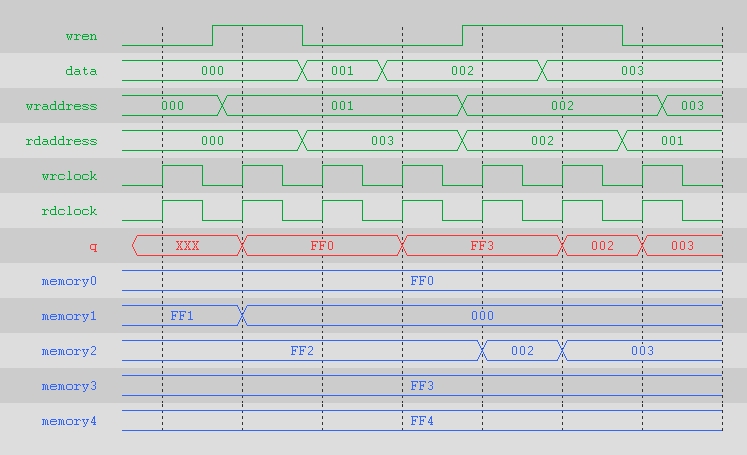 wren
data 000 001 002 003
wraddress 000 001 002 003
rdaddress 000 003 002 001
wrclock
rdclock
q XXX FF0 FF3 002 003
memory0 FF0
memory1 FF1 000
memory2 FF2 002 003
memory3 FF3
memory4 FF4